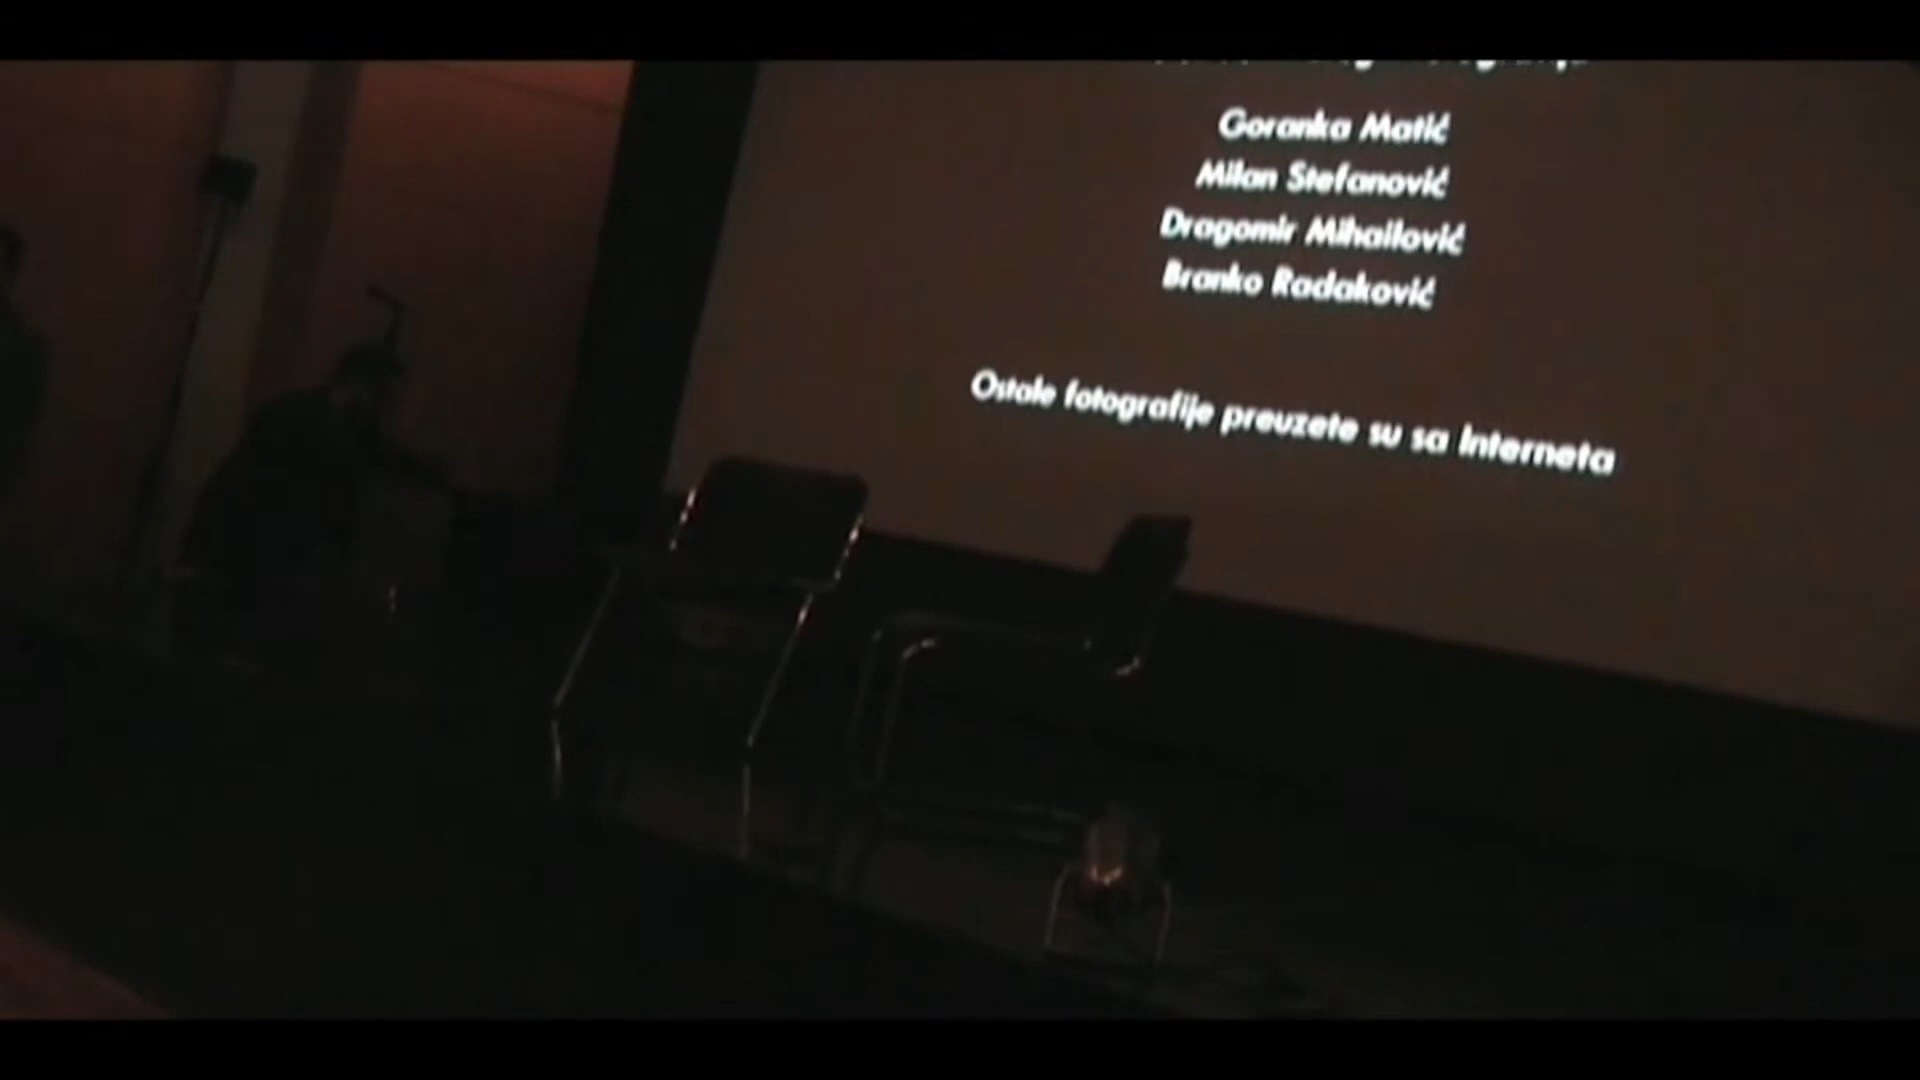 Goranka Matić
Milan Stefanović
Dragomir Mihailović
Branko Radaković
Ostale fotografije preuzete su sa Interneta